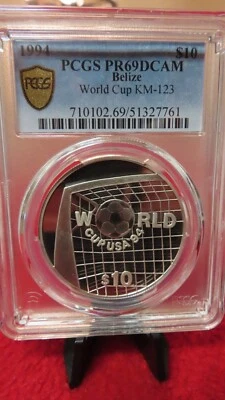 1994 $10
PCGS PR69DCAM
Belize
World Cup KM-123
710102.69/51327761
PCGS
W RLD
CUP USA 94
$10